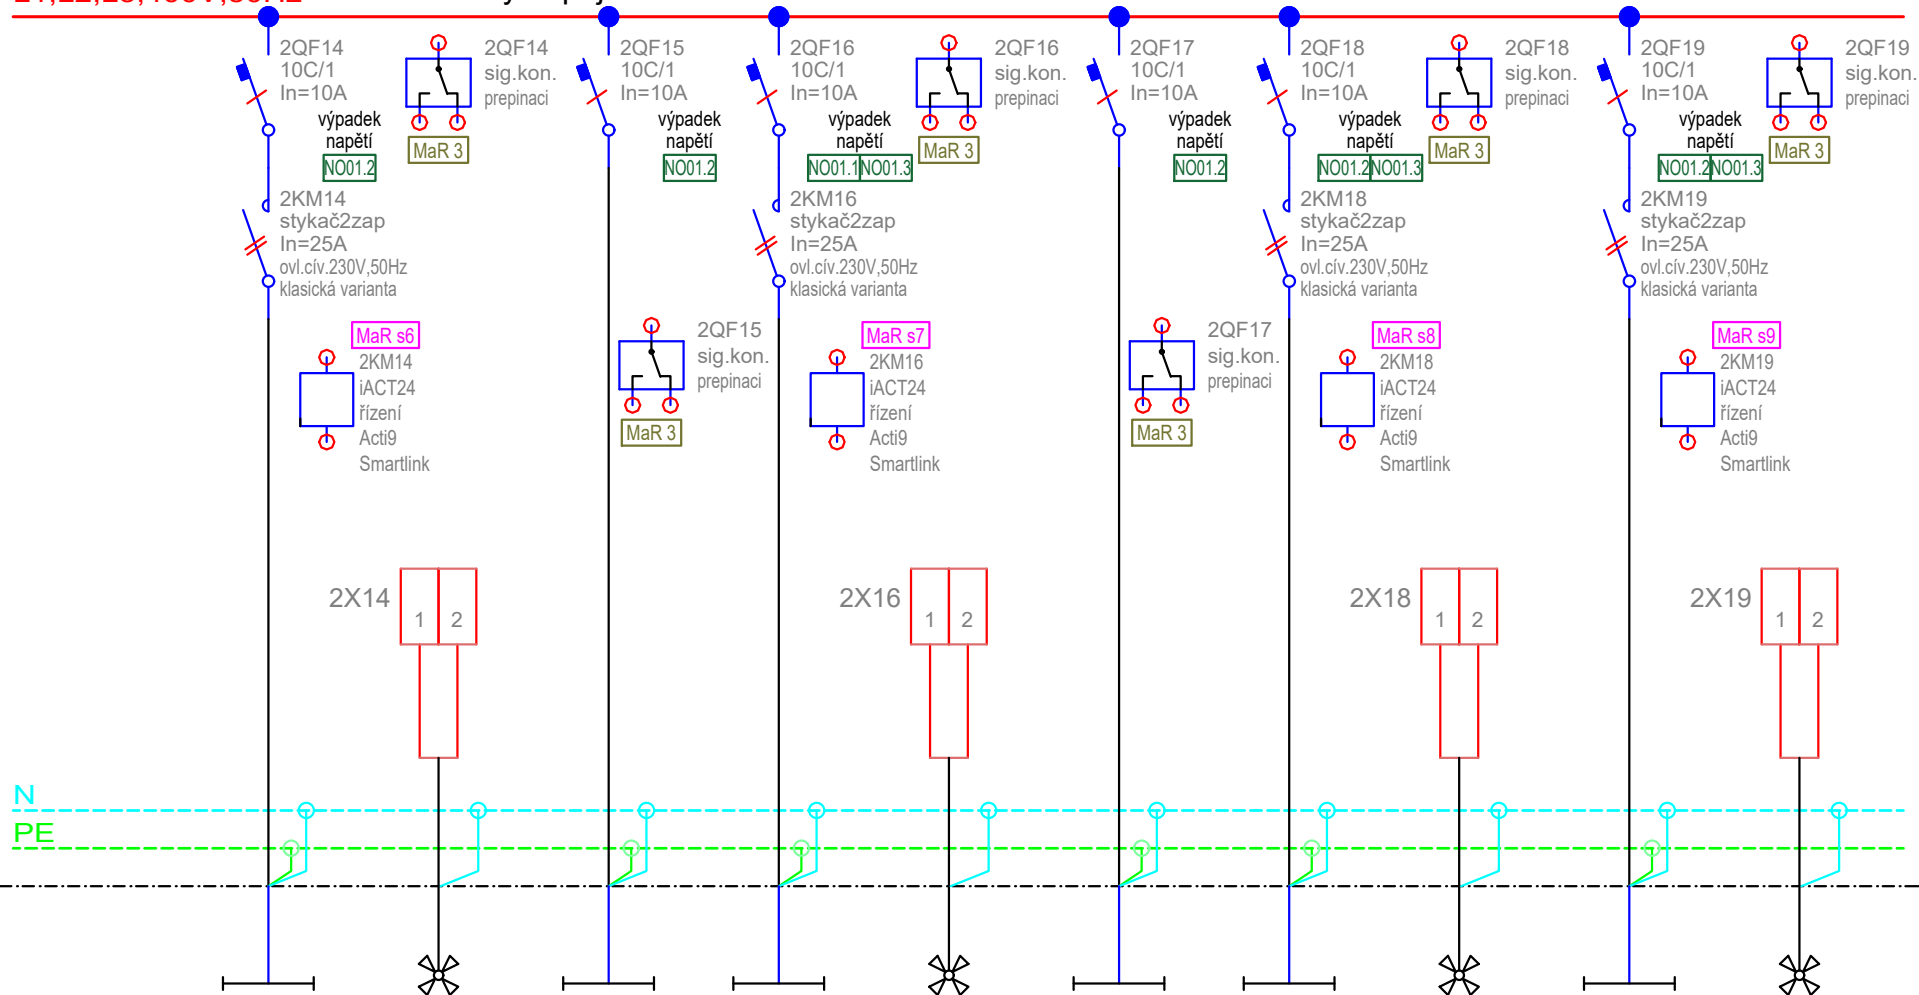 2QF14
10C/1
In=10A
výpadek
napětí
NO01.2
2QF14
sig.kon.
prepinaci
MaR 3
2KM14
stykač2zap
In=25A
ovl.cív.230V,50Hz
klasická varianta
MaR s6
2KM14
iACT24
řízení
Acti9
Smartlink
2X14
1 2
2QF15
10C/1
In=10A
výpadek
napětí
NO01.2
2QF15
sig.kon.
prepinaci
MaR 3
2QF16
10C/1
In=10A
výpadek
napětí
NO01.1 NO01.3
2QF16
sig.kon.
prepinaci
MaR 3
2KM16
stykač2zap
In=25A
ovl.cív.230V,50Hz
klasická varianta
MaR s7
2KM16
iACT24
řízení
Acti9
Smartlink
2X16
1 2
2QF17
10C/1
In=10A
výpadek
napětí
NO01.2
2QF17
sig.kon.
prepinaci
MaR 3
2QF18
10C/1
In=10A
výpadek
napětí
NO01.2 NO01.3
2QF18
sig.kon.
prepinaci
MaR 3
2KM18
stykač2zap
In=25A
ovl.cív.230V,50Hz
klasická varianta
MaR s8
2KM18
iACT24
řízení
Acti9
Smartlink
2X18
1 2
2QF19
10C/1
In=10A
výpadek
napětí
NO01.2 NO01.3
2QF19
sig.kon.
prepinaci
MaR 3
2KM19
stykač2zap
In=25A
ovl.cív.230V,50Hz
klasická varianta
MaR s9
2KM19
iACT24
řízení
Acti9
Smartlink
2X19
1 2
N
PE